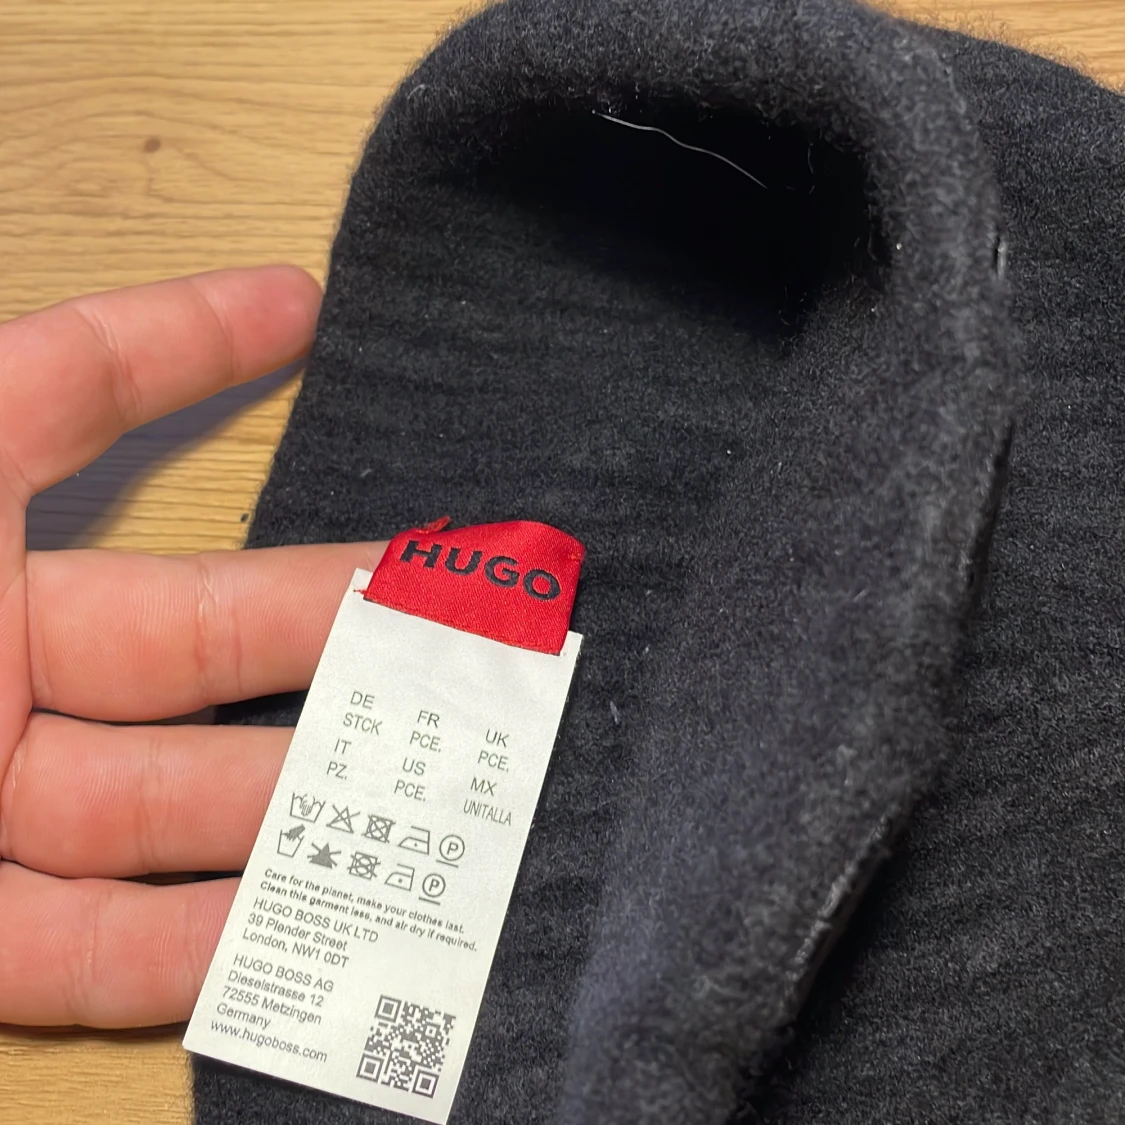 HUGO
DE
STCK
FR
PCE.
UK
PCE.
IT
PZ.
US
PCE.
MX
UNITALLA
P
P
Care for the planet, make your clothes last.
Clean this garment less, and air dry if required.
HUGO BOSS UK LTD
39 Plender Street
London, NW1 0DT
HUGO BOSS AG
Dieselstrasse 12
72555 Metzingen
Germany
www.hugoboss.com